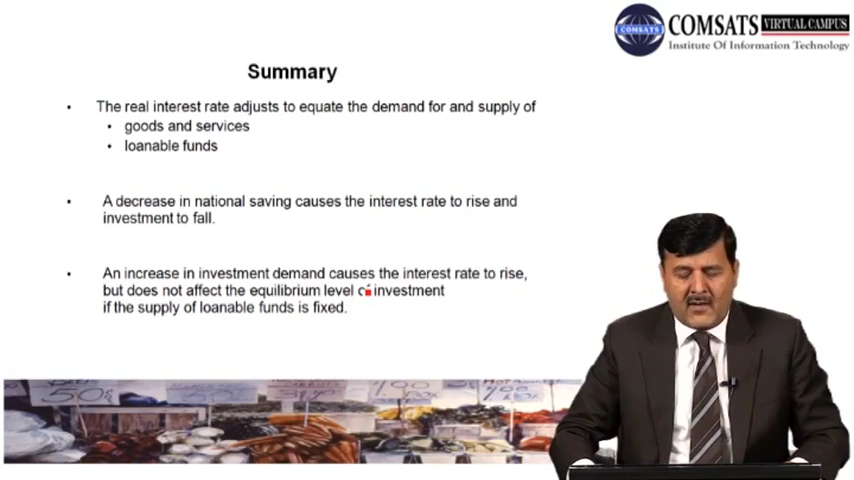 COMSATS VIRTUAL CAMPUS
COMSATS
Institute Of Information Technology
Summary
• The real interest rate adjusts to equate the demand for and supply of
• goods and services
• loanable funds
• A decrease in national saving causes the interest rate to rise and
investment to fall.
• An increase in investment demand causes the interest rate to rise,
but does not affect the equilibrium level of investment
if the supply of loanable funds is fixed.
50¢